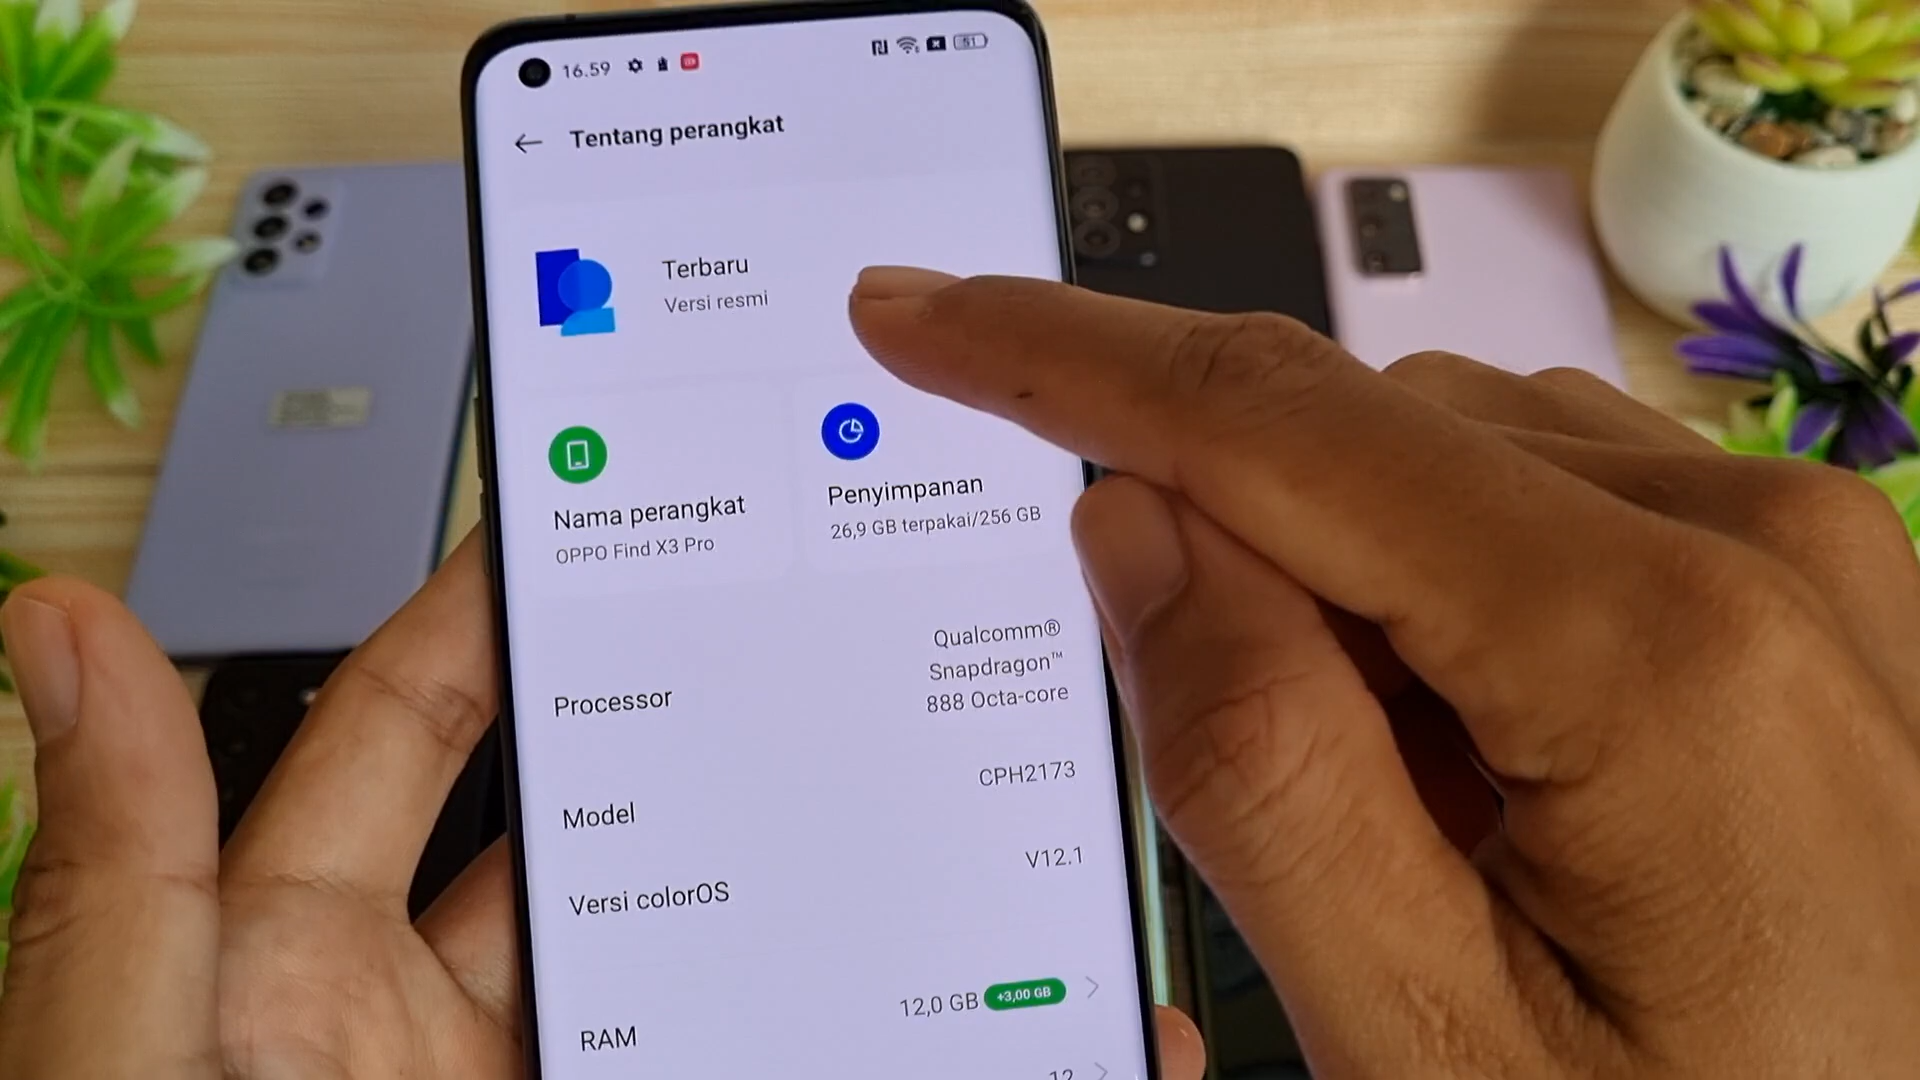 16.59
51
Tentang perangkat
Terbaru
Versi resmi
Nama perangkat
OPPO Find X3 Pro
Penyimpanan
26,9 GB terpakai/256 GB
Processor
Qualcomm®
Snapdragon™
888 Octa-core
Model
CPH2173
Versi colorOS
V12.1
RAM
12,0 GB
+3,00 GB
12